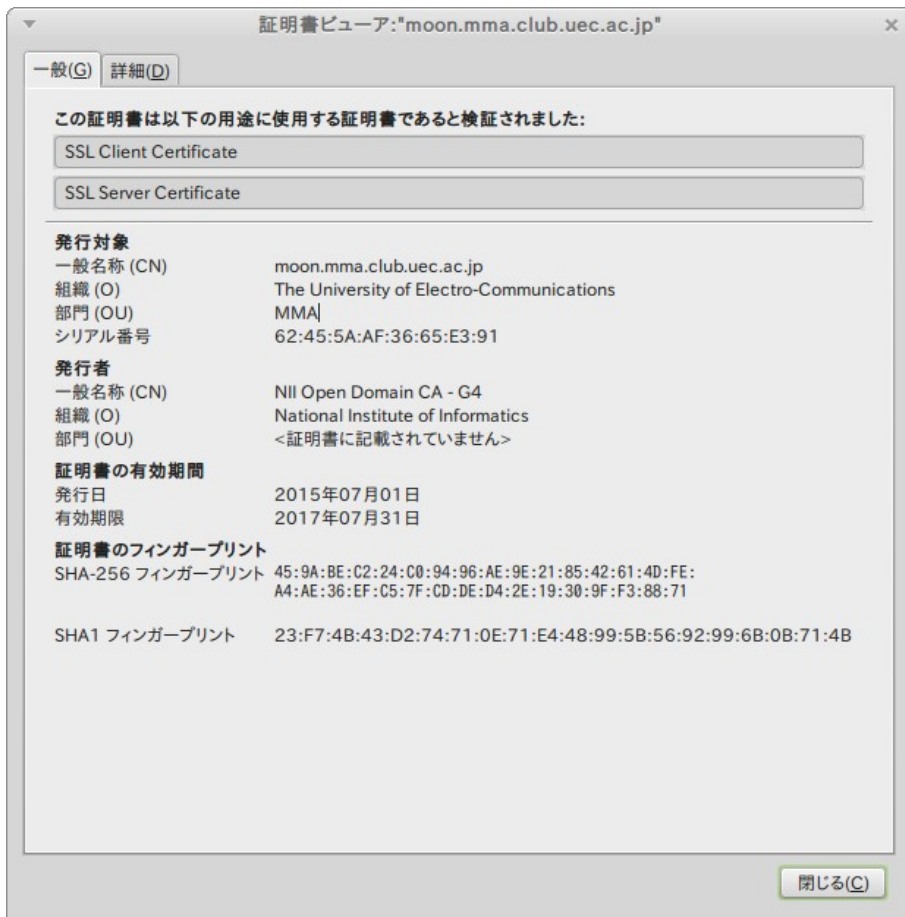 証明書ビューア:"moon.mma.club.uec.ac.jp"
一般(G) 詳細(D)
この証明書は以下の用途に使用する証明書であると検証されました:
SSL Client Certificate
SSL Server Certificate
発行対象
一般名称 (CN) moon.mma.club.uec.ac.jp
組織 (O) The University of Electro-Communications
部門 (OU) MMA
シリアル番号 62:45:5A:AF:36:65:E3:91
発行者
一般名称 (CN) NII Open Domain CA - G4
組織 (O) National Institute of Informatics
部門 (OU) <証明書に記載されていません>
証明書の有効期間
発行日 2015年07月01日
有効期限 2017年07月31日
証明書のフィンガープリント
SHA-256 フィンガープリント 45:9A:BE:C2:24:C0:94:96:AE:9E:21:85:42:61:4D:FE:
A4:AE:36:EF:C5:7F:CD:DE:D4:2E:19:30:9F:F3:88:71
SHA1 フィンガープリント 23:F7:4B:43:D2:74:71:0E:71:E4:48:99:5B:56:92:99:6B:0B:71:4B
閉じる(C)